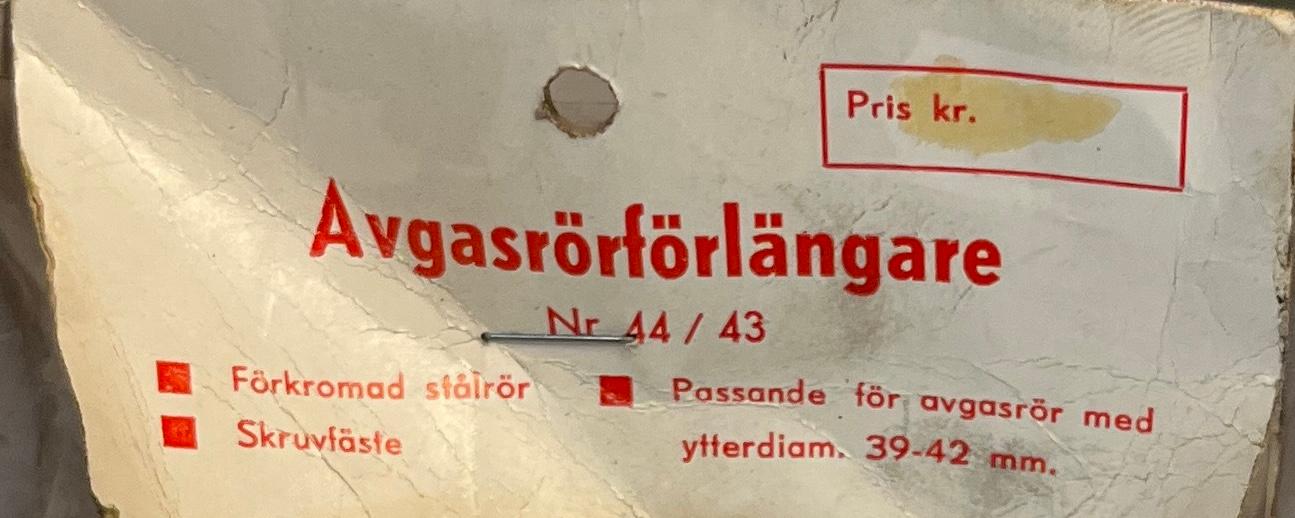 Pris kr.
Avgasrörförlängare
Nr 44 / 43
Förkromad stålrör
Skruvfäste
Passande för avgasrör med
ytterdiam. 39-42 mm.